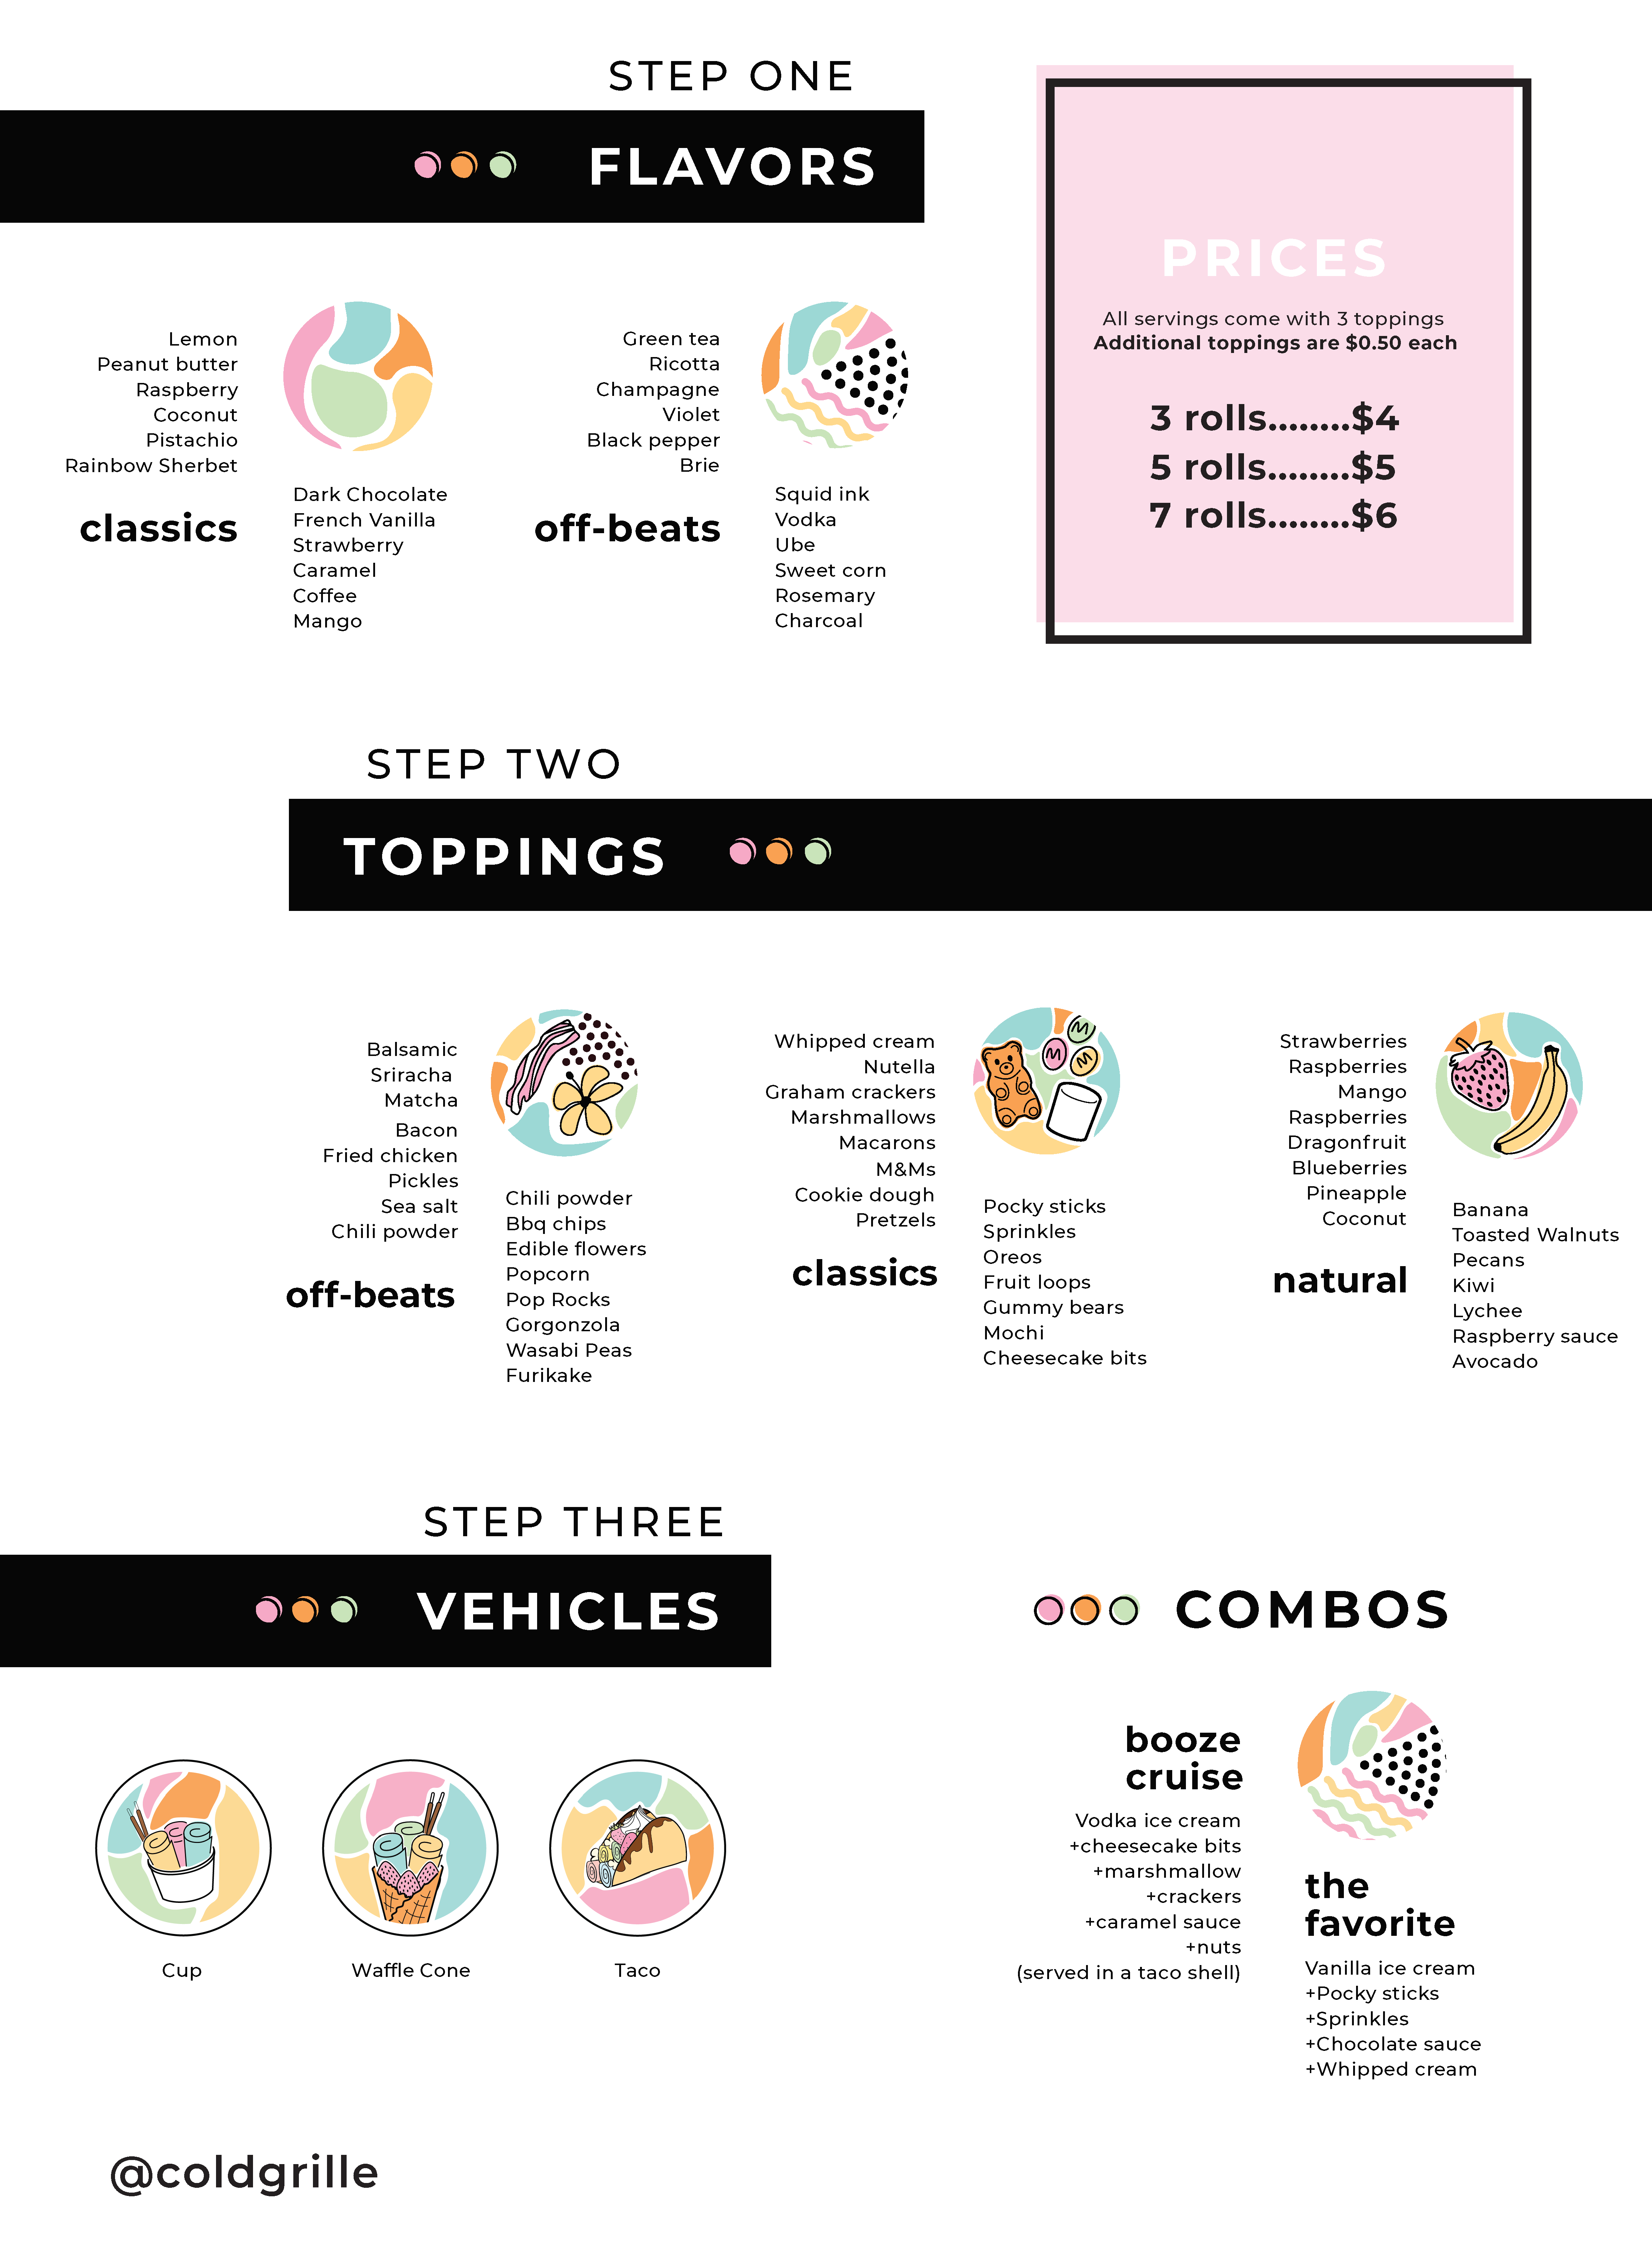 STEP ONE
FLAVORS
Lemon
Peanut butter
Raspberry
Coconut
Pistachio
Rainbow Sherbet
classics
Dark Chocolate
French Vanilla
Strawberry
Caramel
Coffee
Mango
Green tea
Ricotta
Champagne
Violet
Black pepper
Brie
off-beats
Squid ink
Vodka
Ube
Sweet corn
Rosemary
Charcoal
PRICES
All servings come with 3 toppings
Additional toppings are $0.50 each
3 rolls........$4
5 rolls........$5
7 rolls........$6
STEP TWO
TOPPINGS
Balsamic
Sriracha
Matcha
Bacon
Fried chicken
Pickles
Sea salt
Chili powder
off-beats
Chili powder
Bbq chips
Edible flowers
Popcorn
Pop Rocks
Gorgonzola
Wasabi Peas
Furikake
Whipped cream
Nutella
Graham crackers
Marshmallows
Macarons
M&Ms
Cookie dough
Pretzels
classics
M
M
M
Pocky sticks
Sprinkles
Oreos
Fruit loops
Gummy bears
Mochi
Cheesecake bits
Strawberries
Raspberries
Mango
Raspberries
Dragonfruit
Blueberries
Pineapple
Coconut
natural
Banana
Toasted Walnuts
Pecans
Kiwi
Lychee
Raspberry sauce
Avocado
STEP THREE
VEHICLES
Cup
Waffle Cone
Taco
COMBOS
booze
cruise
Vodka ice cream
+cheesecake bits
+marshmallow
+crackers
+caramel sauce
+nuts
(served in a taco shell)
the
favorite
Vanilla ice cream
+Pocky sticks
+Sprinkles
+Chocolate sauce
+Whipped cream
@coldgrille